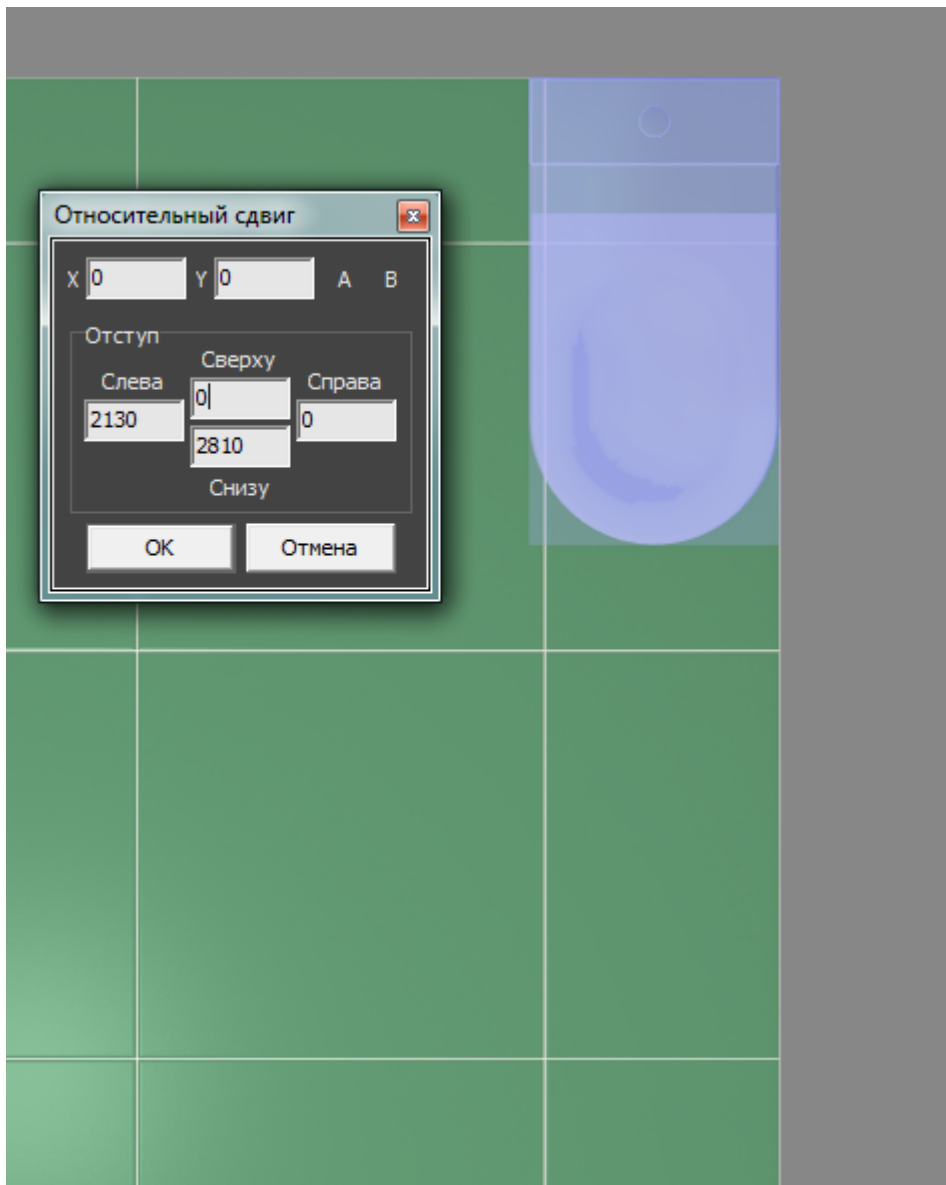 Относительный сдвиг
X 0 Y 0 A B
Отступ
Сверху
Слева 0 Справа
2130 0
2810
Снизу
OK Отмена